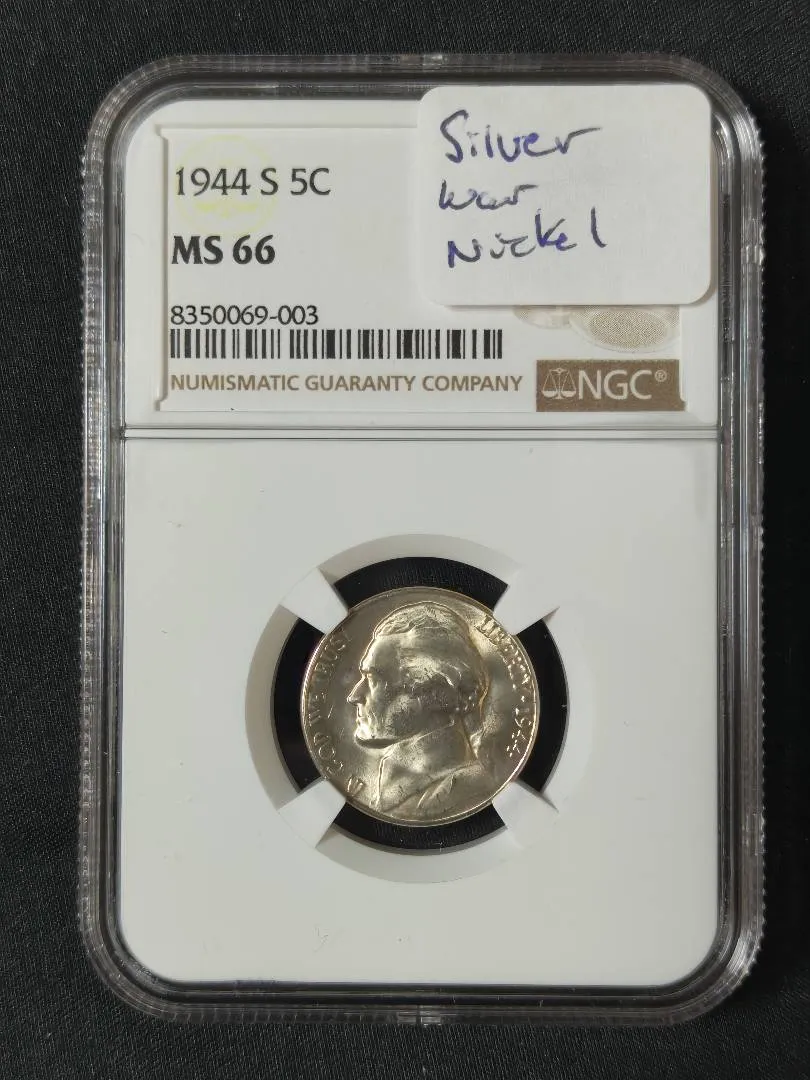 1944 S 5C
MS 66
8350069-003
NUMISMATIC GUARANTY COMPANY
NGC®
Silver
war
Nickel
IN GOD WE TRUST
LIBERTY · 1944